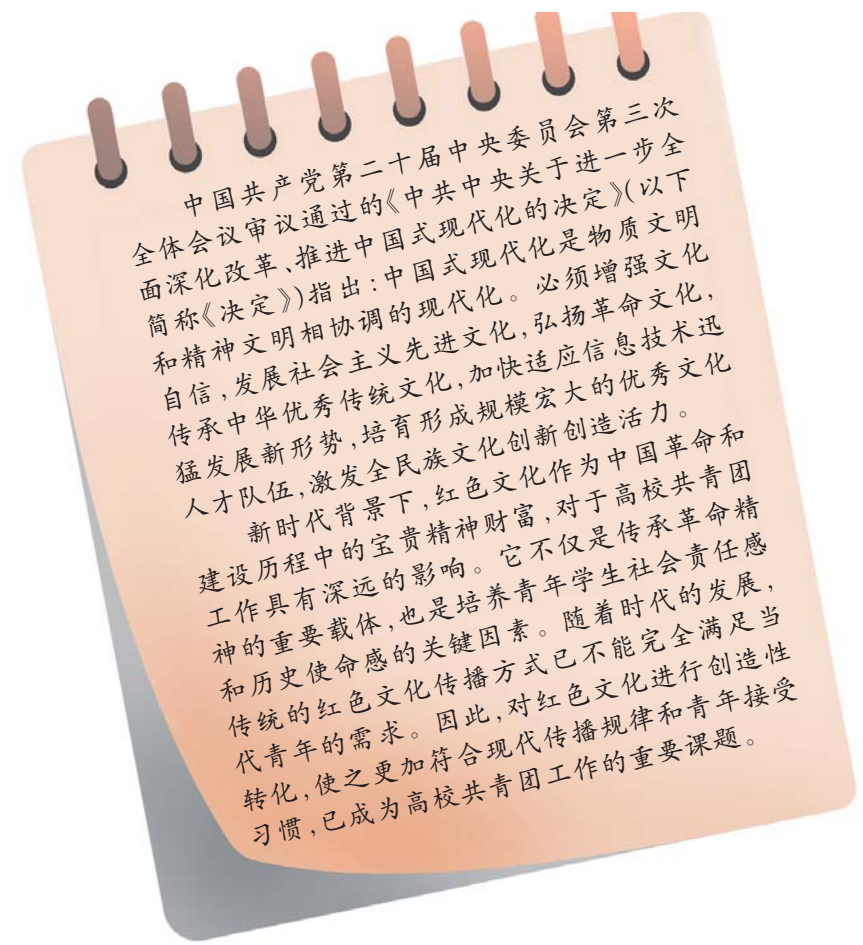 中国共产党第二十届中央委员会第三次
全体会议审议通过的《中共中央关于进一步全
面深化改革、推进中国式现代化的决定》(以下
简称《决定》)指出:中国式现代化是物质文明
和精神文明相协调的现代化。必须增强文化
自信,发展社会主义先进文化,弘扬革命文化,
传承中华优秀传统文化,加快适应信息技术迅
猛发展新形势,培育形成规模宏大的优秀文化
人才队伍,激发全民族文化创新创造活力。
新时代背景下,红色文化作为中国革命和
建设历程中的宝贵精神财富,对于高校共青团
工作具有深远的影响。它不仅是传承革命精
神的重要载体,也是培养青年学生社会责任感
和历史使命感的关键因素。随着时代的发展,
传统的红色文化传播方式已不能完全满足当
代青年的需求。因此,对红色文化进行创造性
转化,使之更加符合现代传播规律和青年接受
习惯,已成为高校共青团工作的重要课题。